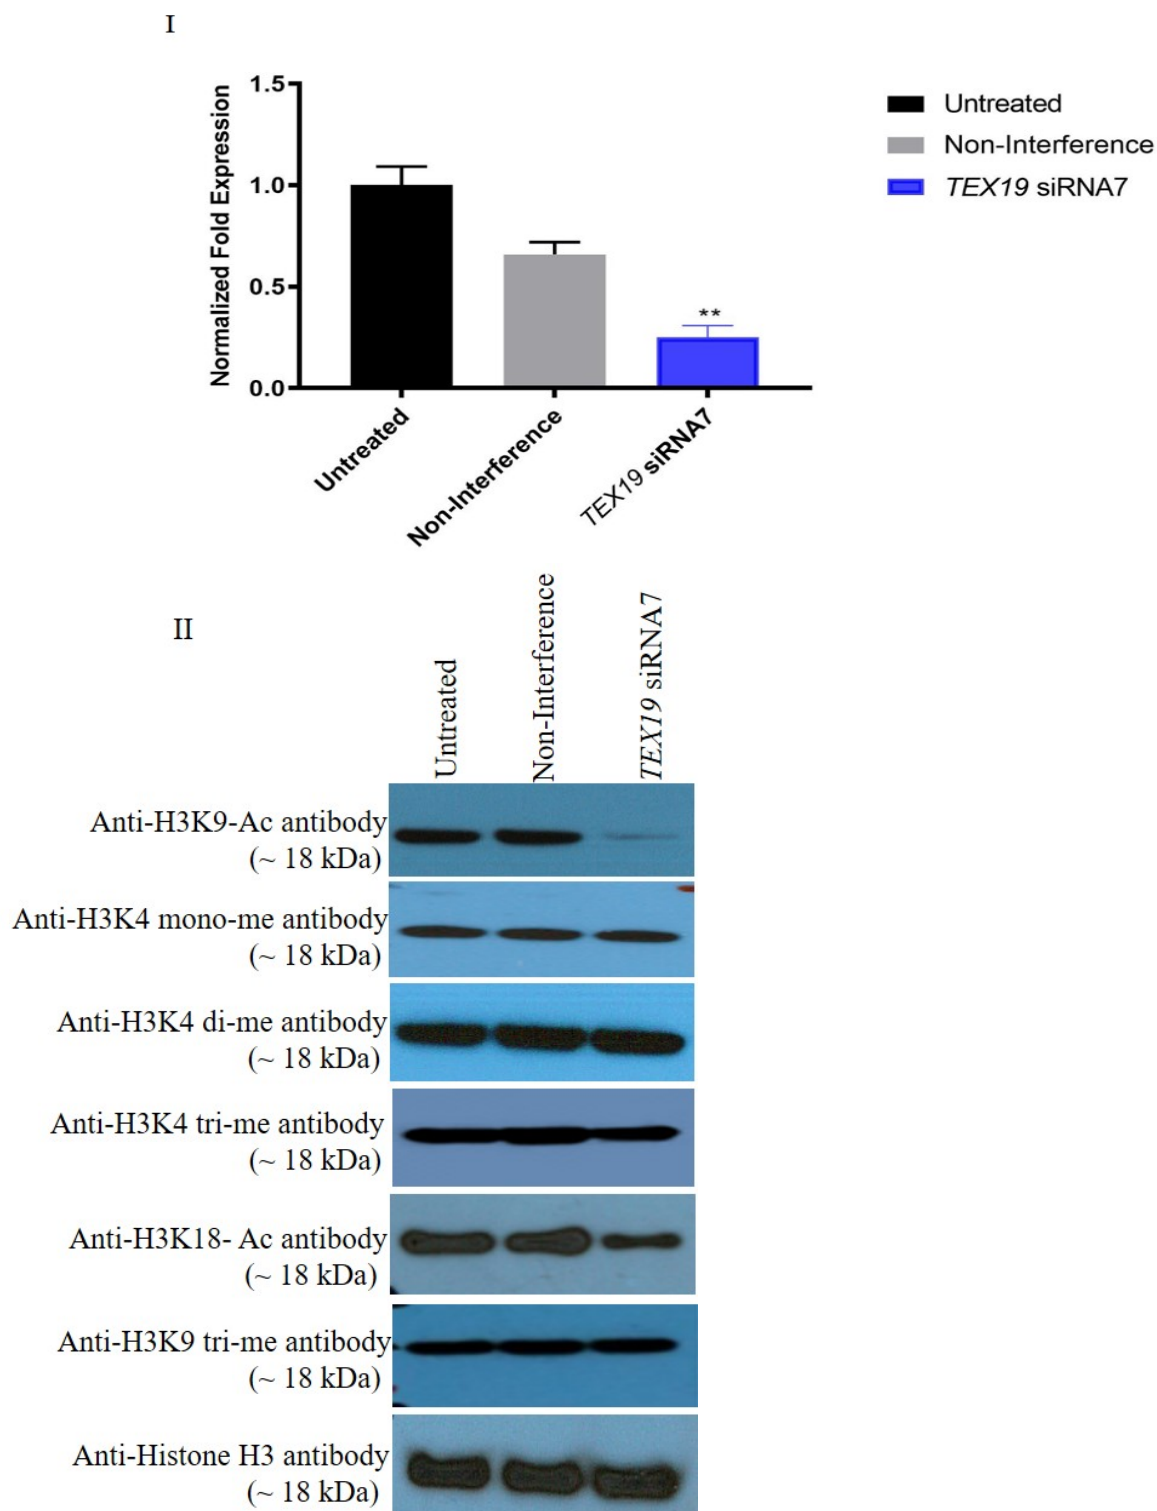 I
1.5
1.0
0.5
0.0
Normalized Fold Expression
**
Untreated
Non-Interference
TEX19 siRNA7
Untreated
Non-Interference
TEX19 siRNA7
II
Untreated
Non-Interference
TEX19 siRNA7
Anti-H3K9-Ac antibody
(~ 18 kDa)
Anti-H3K4 mono-me antibody
(~ 18 kDa)
Anti-H3K4 di-me antibody
(~ 18 kDa)
Anti-H3K4 tri-me antibody
(~ 18 kDa)
Anti-H3K18- Ac antibody
(~ 18 kDa)
Anti-H3K9 tri-me antibody
(~ 18 kDa)
Anti-Histone H3 antibody
(~ 18 kDa)